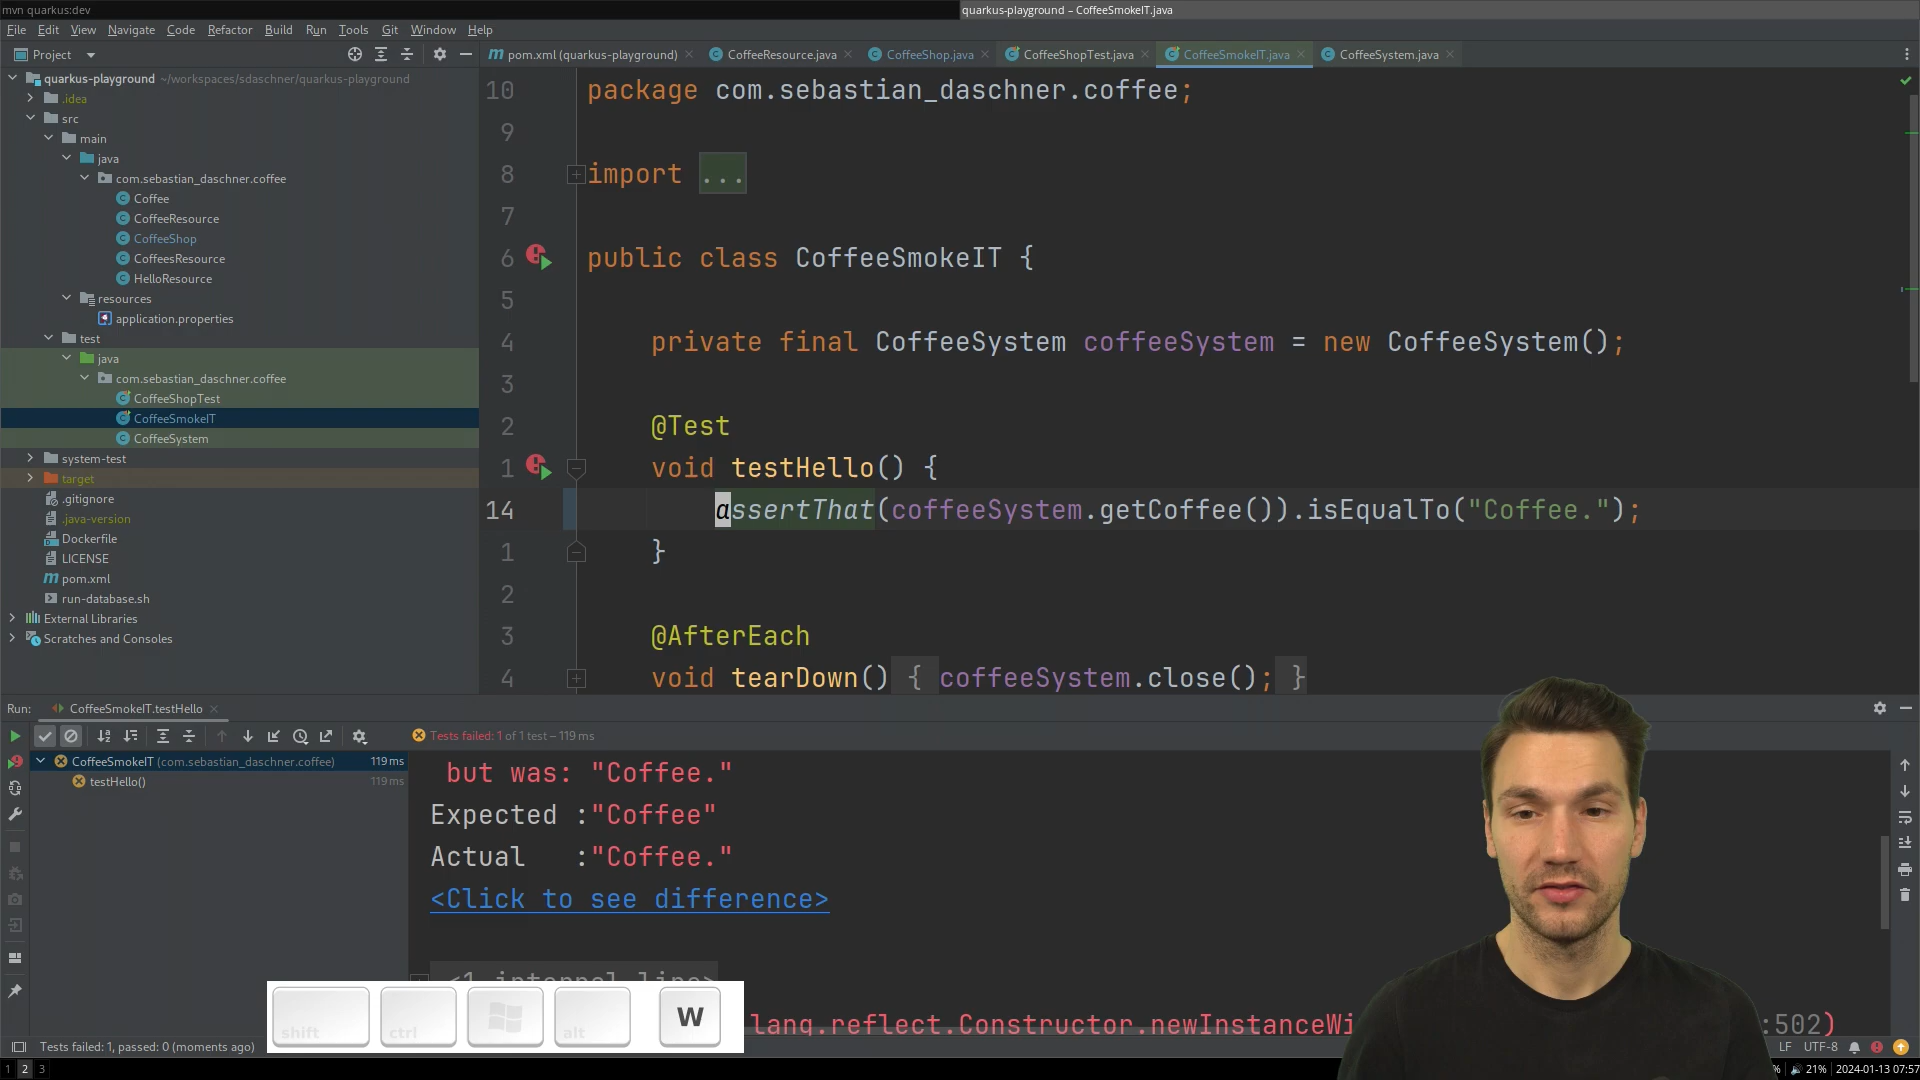 mvn quarkus:dev
quarkus-playground – CoffeeSmokeIT.java
File Edit View Navigate Code Refactor Build Run Tools Git Window Help
Project
pom.xml (quarkus-playground)
CoffeeResource.java
CoffeeShop.java
CoffeeShopTest.java
CoffeeSmokeIT.java
CoffeeSystem.java
quarkus-playground ~/workspaces/sdaschner/quarkus-playground
.idea
src
main
java
com.sebastian_daschner.coffee
Coffee
CoffeeResource
CoffeeShop
CoffeesResource
HelloResource
resources
application.properties
test
java
com.sebastian_daschner.coffee
CoffeeShopTest
CoffeeSmokeIT
CoffeeSystem
system-test
target
.gitignore
.java-version
Dockerfile
LICENSE
pom.xml
run-database.sh
External Libraries
Scratches and Consoles
10 package com.sebastian_daschner.coffee;
9
8 import ...
7
6 public class CoffeeSmokeIT {
5
4 private final CoffeeSystem coffeeSystem = new CoffeeSystem();
3
2 @Test
1 void testHello() {
14 assertThat(coffeeSystem.getCoffee()).isEqualTo("Coffee.");
1 }
2
3 @AfterEach
4 void tearDown() { coffeeSystem.close(); }
Run: CoffeeSmokeIT.testHello
Tests failed: 1 of 1 test – 119 ms
CoffeeSmokeIT (com.sebastian_daschner.coffee) 119 ms
testHello() 119 ms
but was: "Coffee."
Expected :"Coffee"
Actual :"Coffee."
<Click to see difference>
<1 internal line>
lang.reflect.Constructor.newInstanceWi
:502)
shift ctrl alt W
Tests failed: 1, passed: 0 (moments ago)
LF UTF-8
1 2 3
% 21% 2024-01-13 07:57